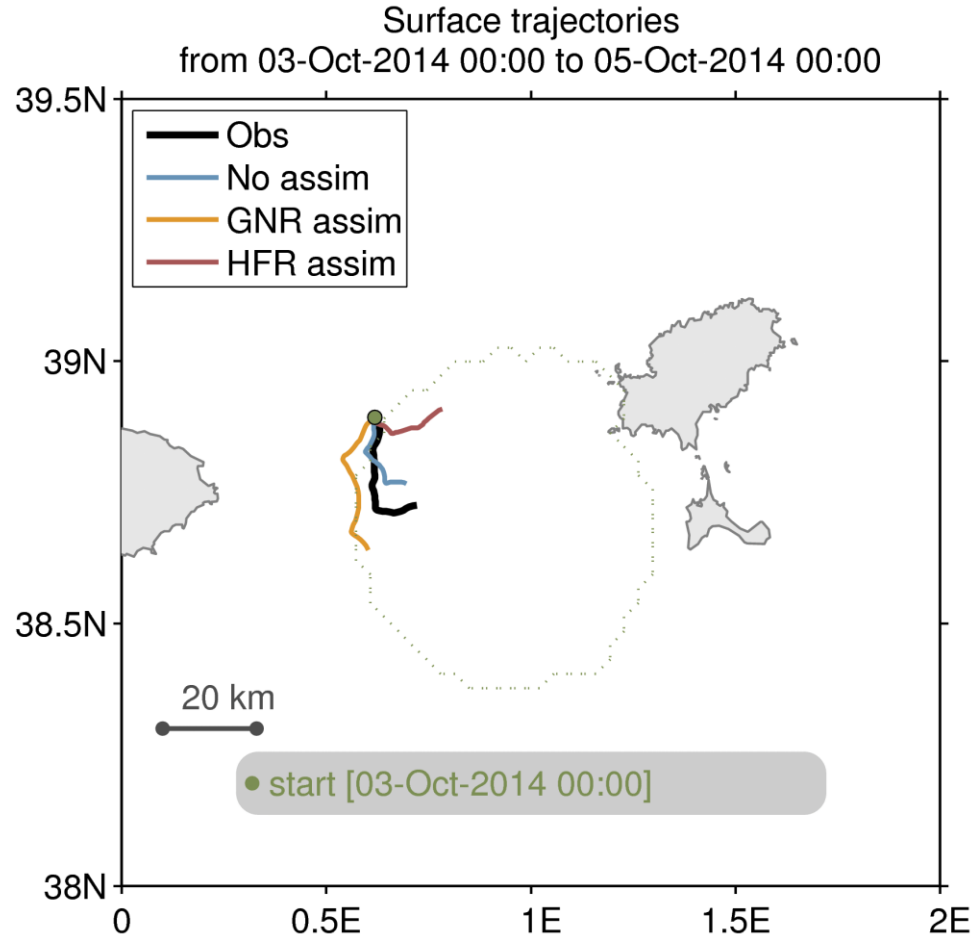 Surface trajectories
from 03-Oct-2014 00:00 to 05-Oct-2014 00:00
39.5N
Obs
No assim
GNR assim
HFR assim
39N
38.5N
20 km
start [03-Oct-2014 00:00]
38N
0 0.5E 1E 1.5E 2E